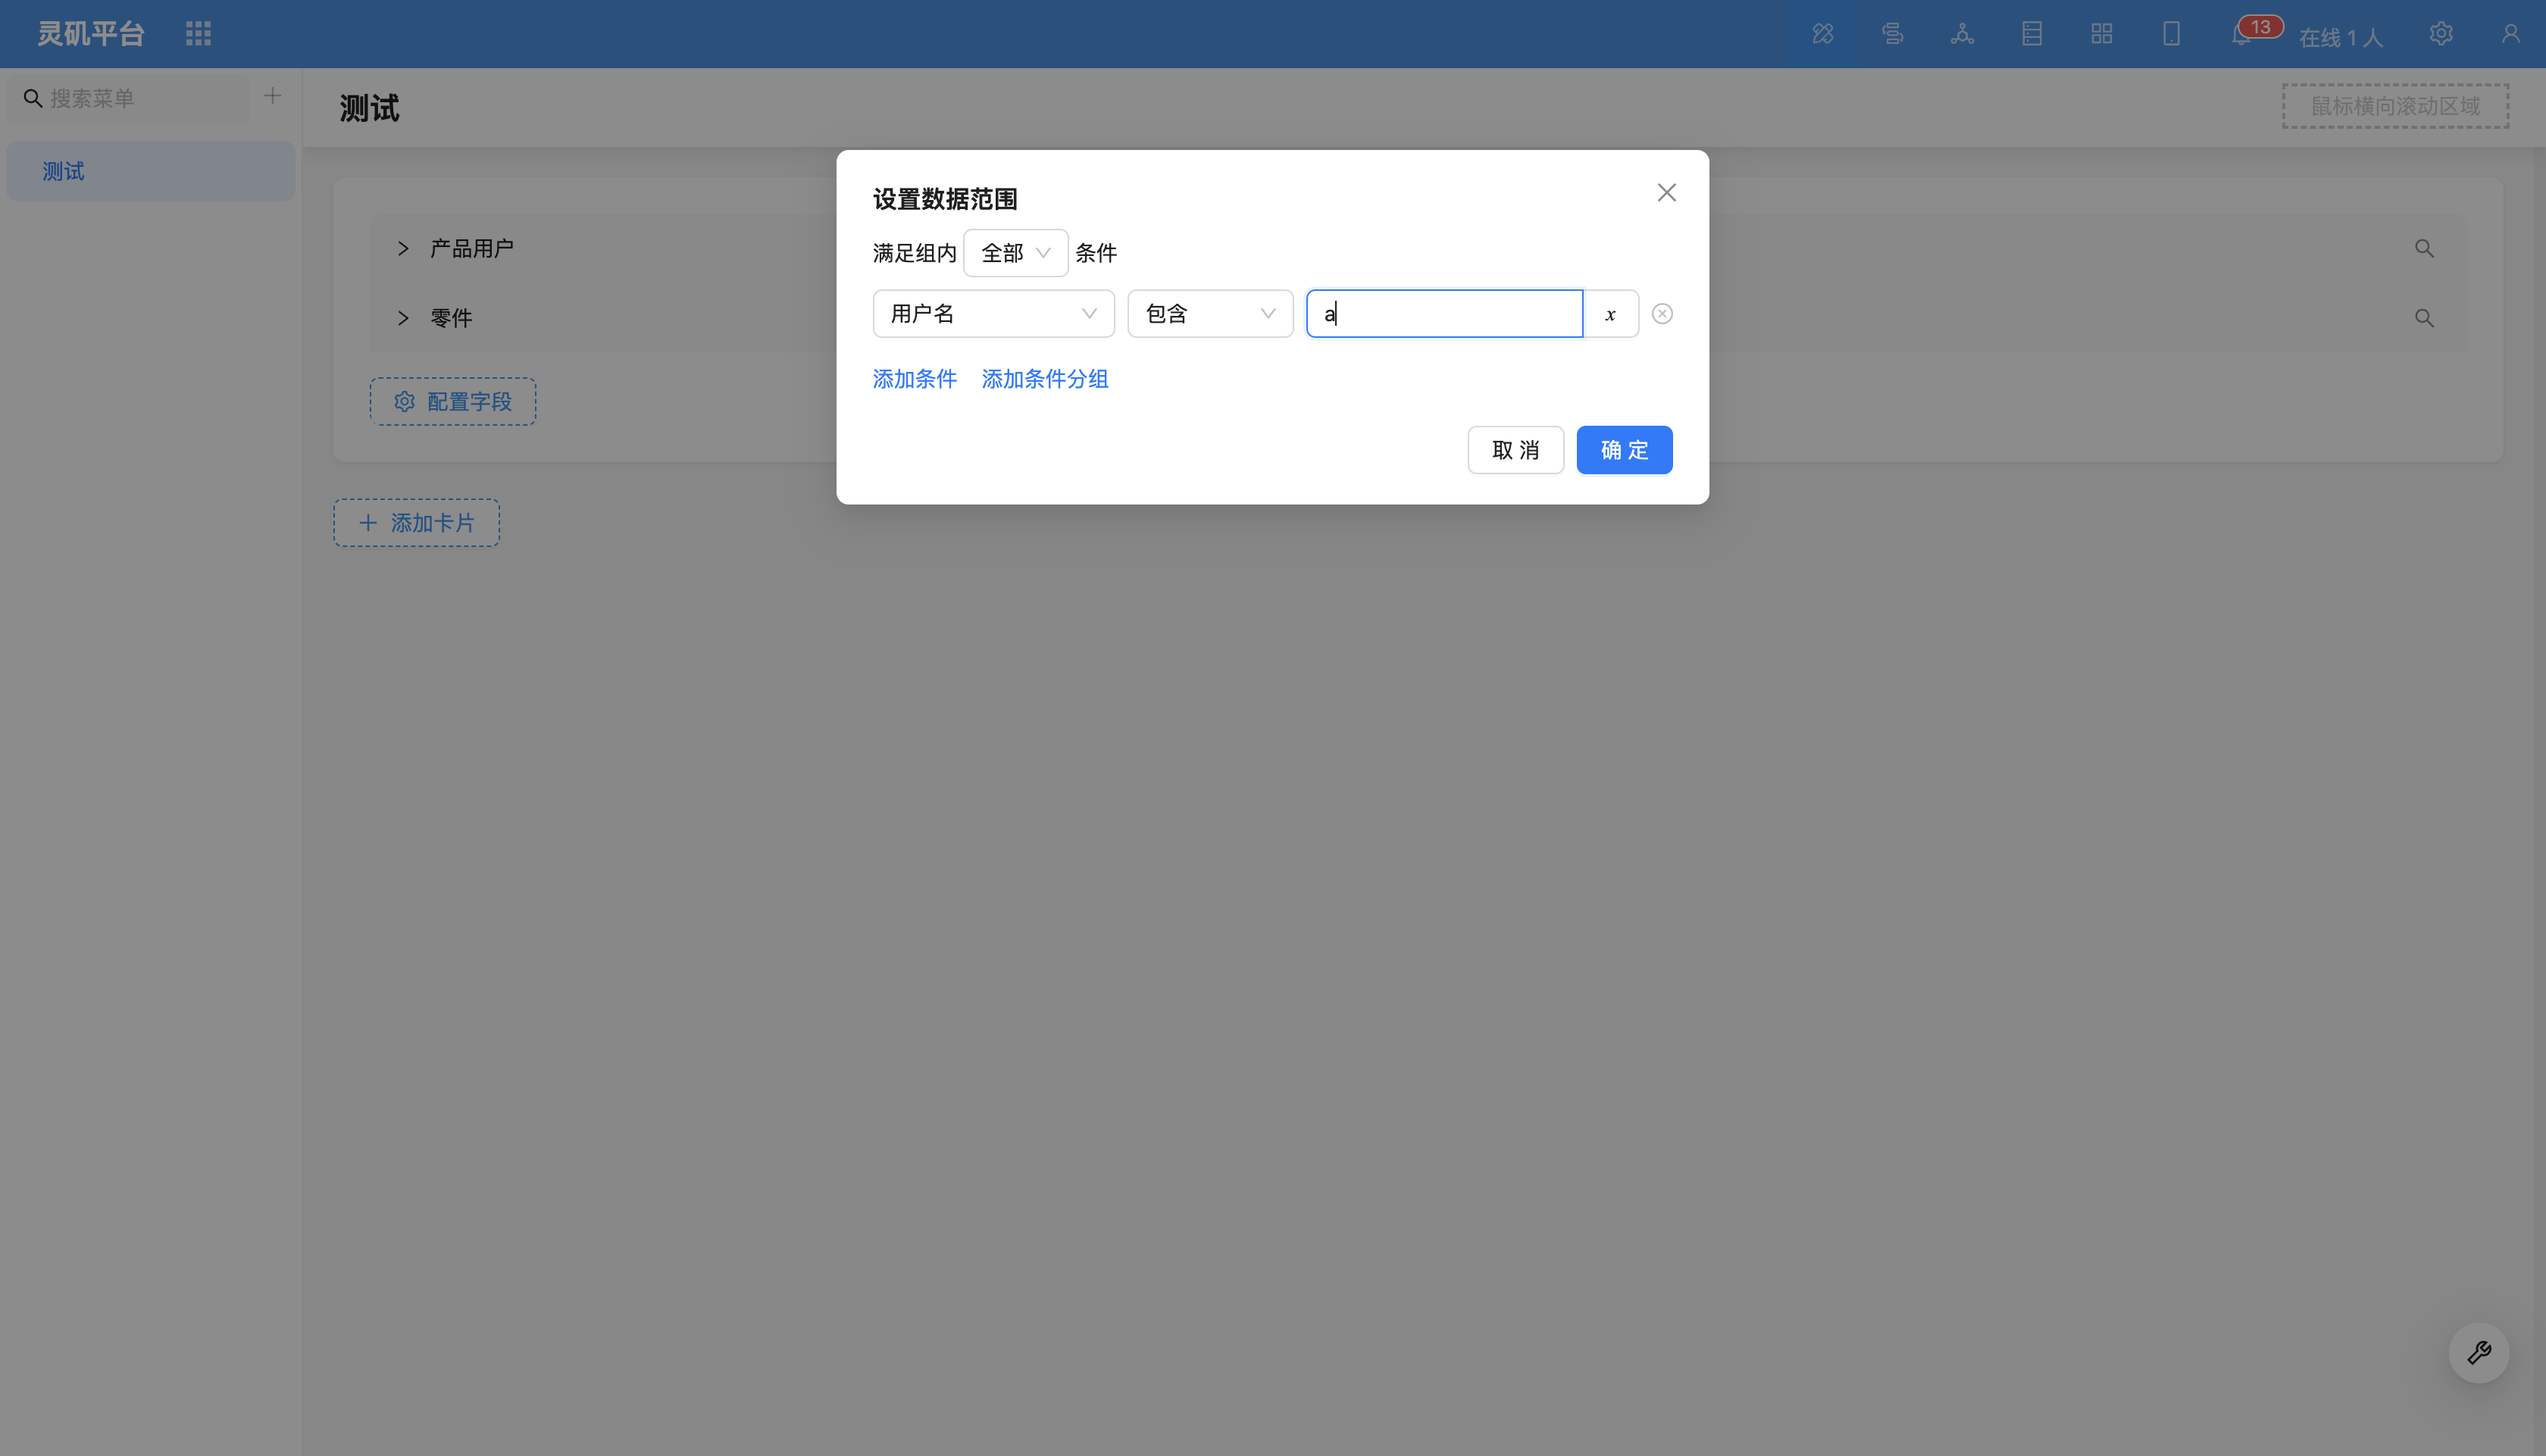 灵矶平台
13
在线 1 人
搜索菜单
测试
测试
鼠标横向滚动区域
产品用户
零件
配置字段
添加卡片
设置数据范围
满足组内 全部 条件
用户名 包含 a x
添加条件 添加条件分组
取 消 确 定